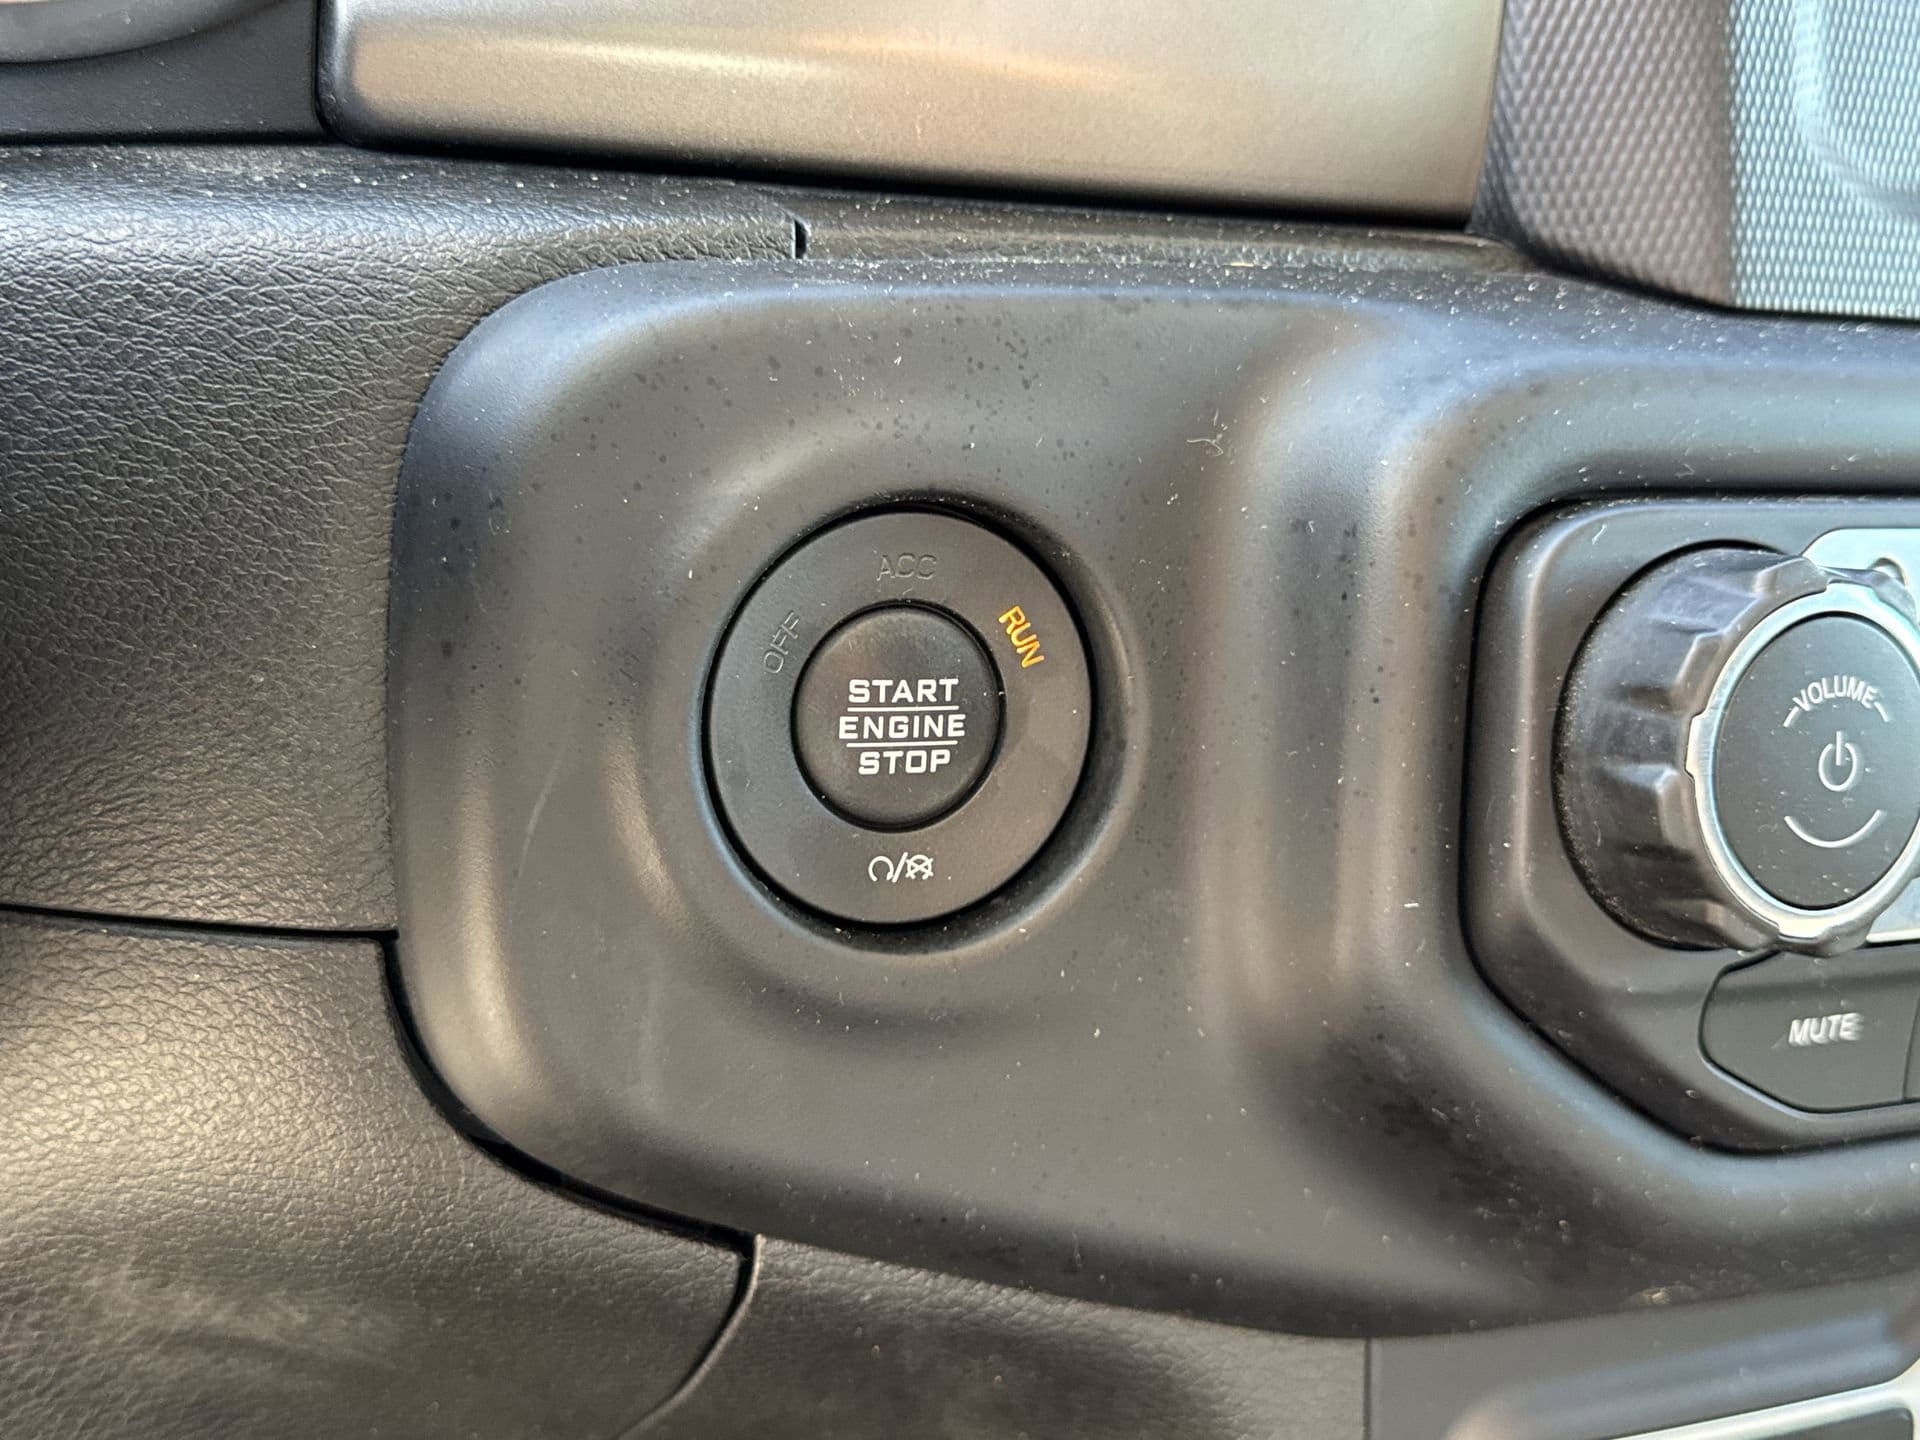 ACC
OFF
RUN
START
ENGINE
STOP
VOLUME
MUTE